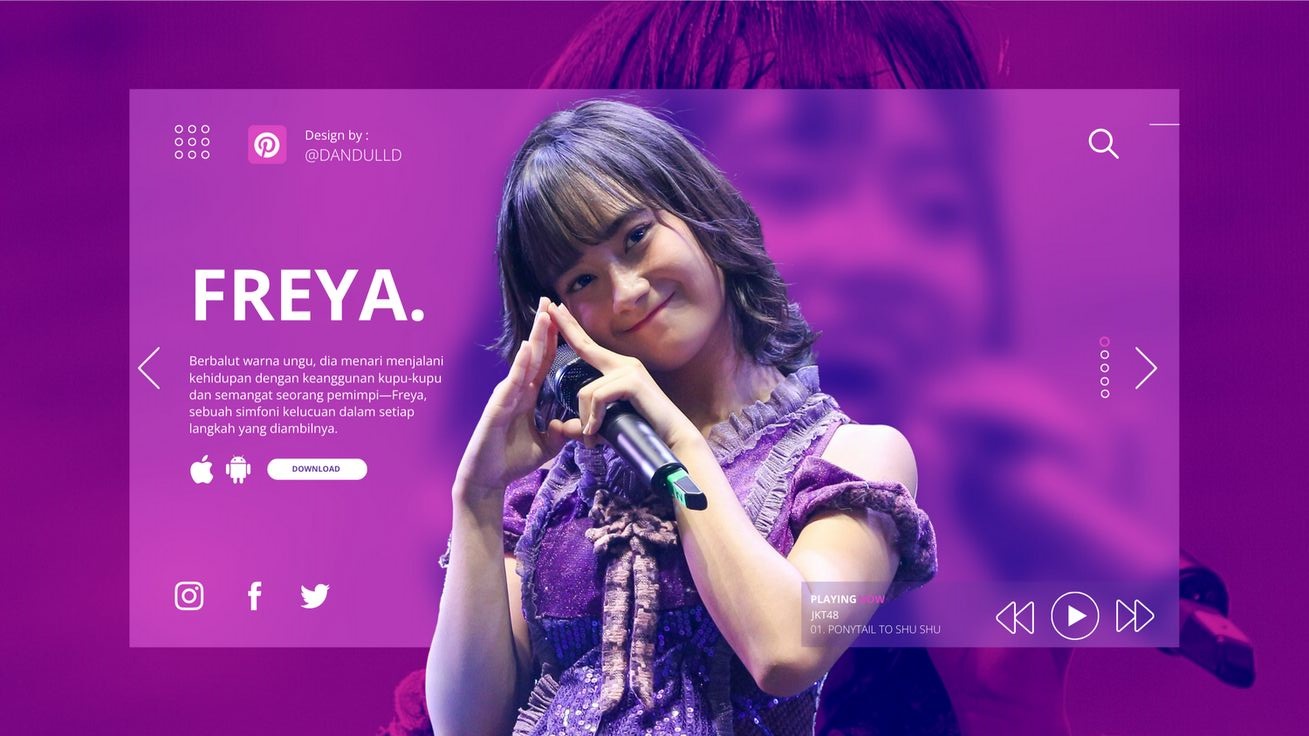 Design by :
@DANDULLD
FREYA.
Berbalut warna ungu, dia menari menjalani
kehidupan dengan keanggunan kupu-kupu
dan semangat seorang pemimpi—Freya,
sebuah simfoni kelucuan dalam setiap
langkah yang diambilnya.
DOWNLOAD
PLAYING NOW
JKT48
01. PONYTAIL TO SHU SHU